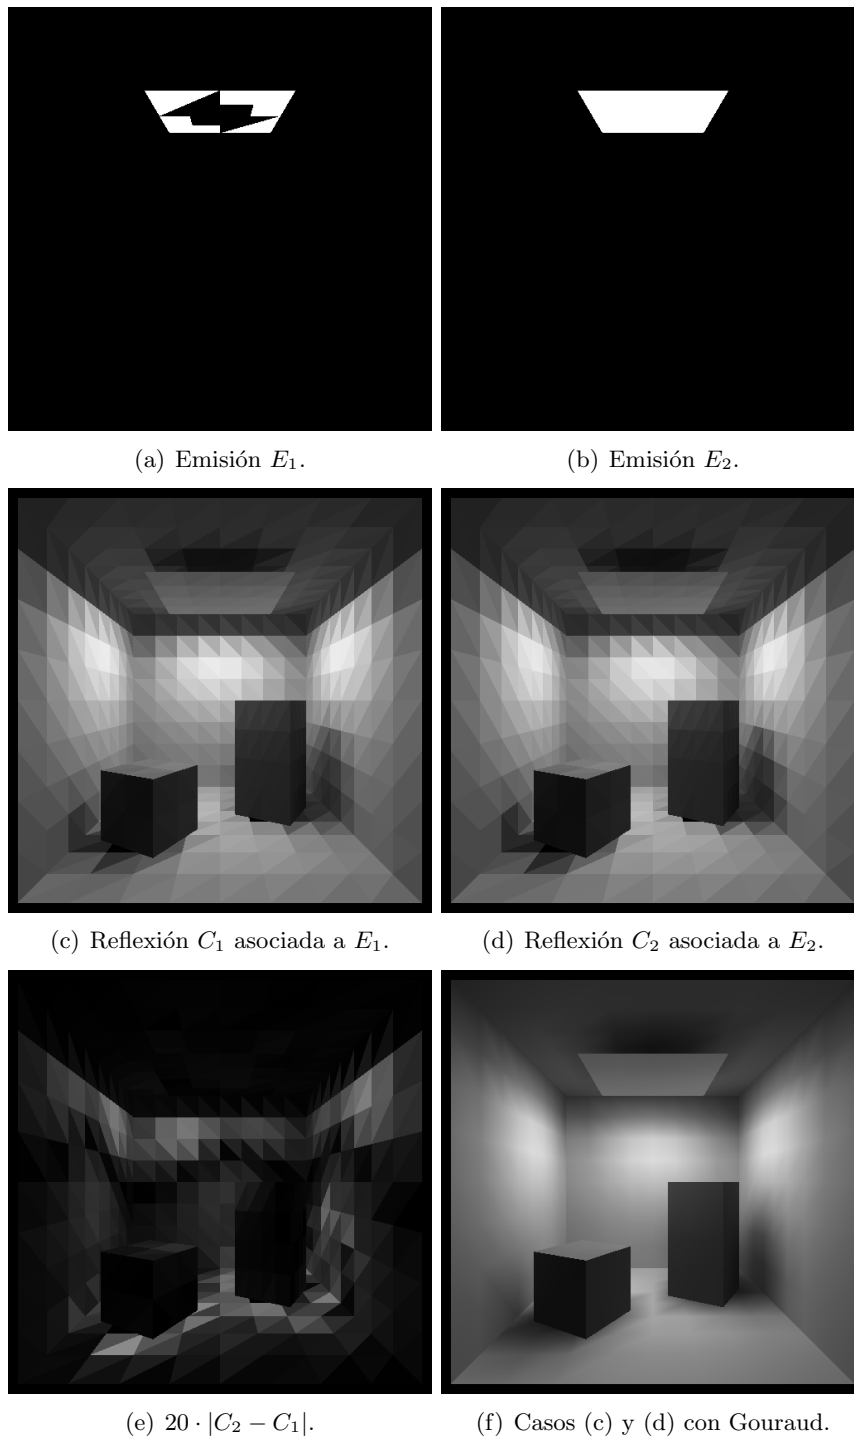 (a) Emisión E₁.
(b) Emisión E₂.
(c) Reflexión C₁ asociada a E₁.
(d) Reflexión C₂ asociada a E₂.
(e) 20 · |C₂ − C₁|.
(f) Casos (c) y (d) con Gouraud.